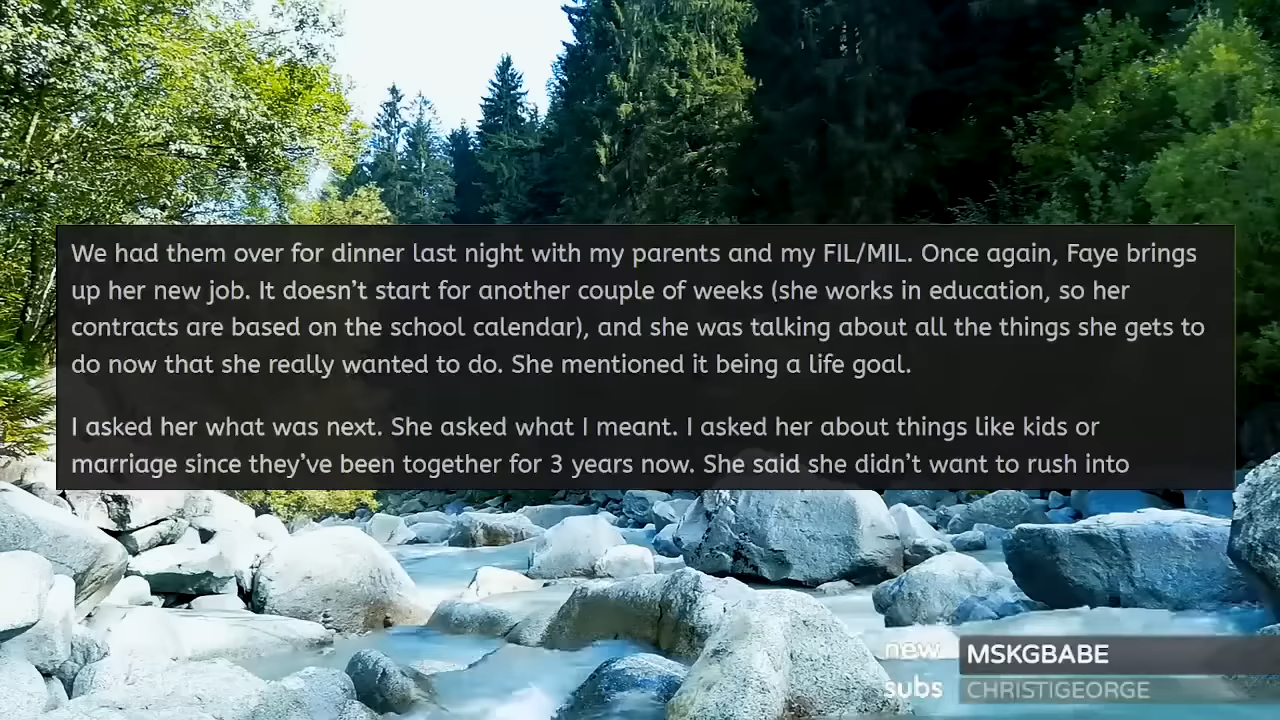 We had them over for dinner last night with my parents and my FIL/MIL. Once again, Faye brings
up her new job. It doesn’t start for another couple of weeks (she works in education, so her
contracts are based on the school calendar), and she was talking about all the things she gets to
do now that she really wanted to do. She mentioned it being a life goal.
I asked her what was next. She asked what I meant. I asked her about things like kids or
marriage since they’ve been together for 3 years now. She said she didn’t want to rush into
new MSKGBABE
subs CHRISTIGEORGE